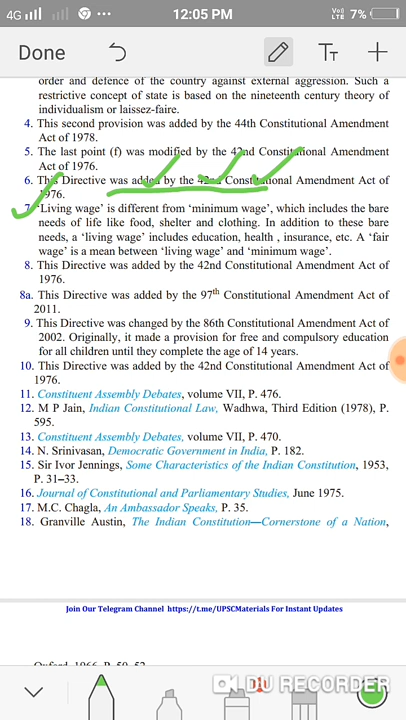 4G 12:05 PM VoJ LTE 7%
Done TT +
order and defence of the country against external aggression. Such a
restrictive concept of state is based on the nineteenth century theory of
individualism or laissez-faire.
4. This second provision was added by the 44th Constitutional Amendment
Act of 1978.
5. The last point (f) was modified by the 42nd Constitutional Amendment
Act of 1976.
6. This Directive was added by the 42nd Constitutional Amendment Act of
1976.
7. 'Living wage' is different from 'minimum wage', which includes the bare
needs of life like food, shelter and clothing. In addition to these bare
needs, a 'living wage' includes education, health , insurance, etc. A 'fair
wage' is a mean between 'living wage' and 'minimum wage'.
8. This Directive was added by the 42nd Constitutional Amendment Act of
1976.
8a. This Directive was added by the 97th Constitutional Amendment Act of
2011.
9. This Directive was changed by the 86th Constitutional Amendment Act of
2002. Originally, it made a provision for free and compulsory education
for all children until they complete the age of 14 years.
10. This Directive was added by the 42nd Constitutional Amendment Act of
1976.
11. Constituent Assembly Debates, volume VII, P. 476.
12. M P Jain, Indian Constitutional Law, Wadhwa, Third Edition (1978), P.
595.
13. Constituent Assembly Debates, volume VII, P. 470.
14. N. Srinivasan, Democratic Government in India, P. 182.
15. Sir Ivor Jennings, Some Characteristics of the Indian Constitution, 1953,
P. 31–33.
16. Journal of Constitutional and Parliamentary Studies, June 1975.
17. M.C. Chagla, An Ambassador Speaks, P. 35.
18. Granville Austin, The Indian Constitution—Cornerstone of a Nation,
Join Our Telegram Channel https://t.me/UPSCMaterials For Instant Updates
DU RECORDER